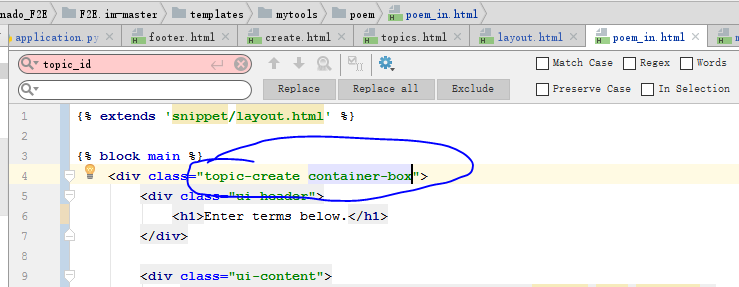 nado_F2E F2E.im-master templates mytools poem poem_in.html
application.py footer.html create.html topics.html layout.html poem_in.html
topic_id Match Case Regex Words
Replace Replace all Exclude Preserve Case In Selection
1 {% extends 'snippet/layout.html' %}
2
3 {% block main %}
4 <div class="topic-create container-box">
5 <div class="ui-header">
6 <h1>Enter terms below.</h1>
7 </div>
8
9 <div class="ui-content">